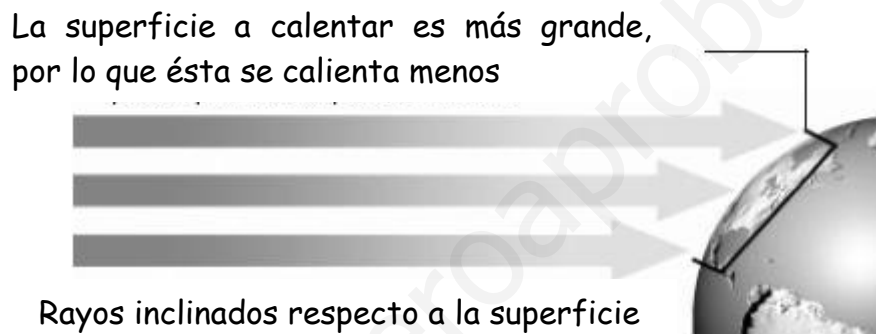 La superficie a calentar es más grande,
por lo que ésta se calienta menos
Rayos inclinados respecto a la superficie